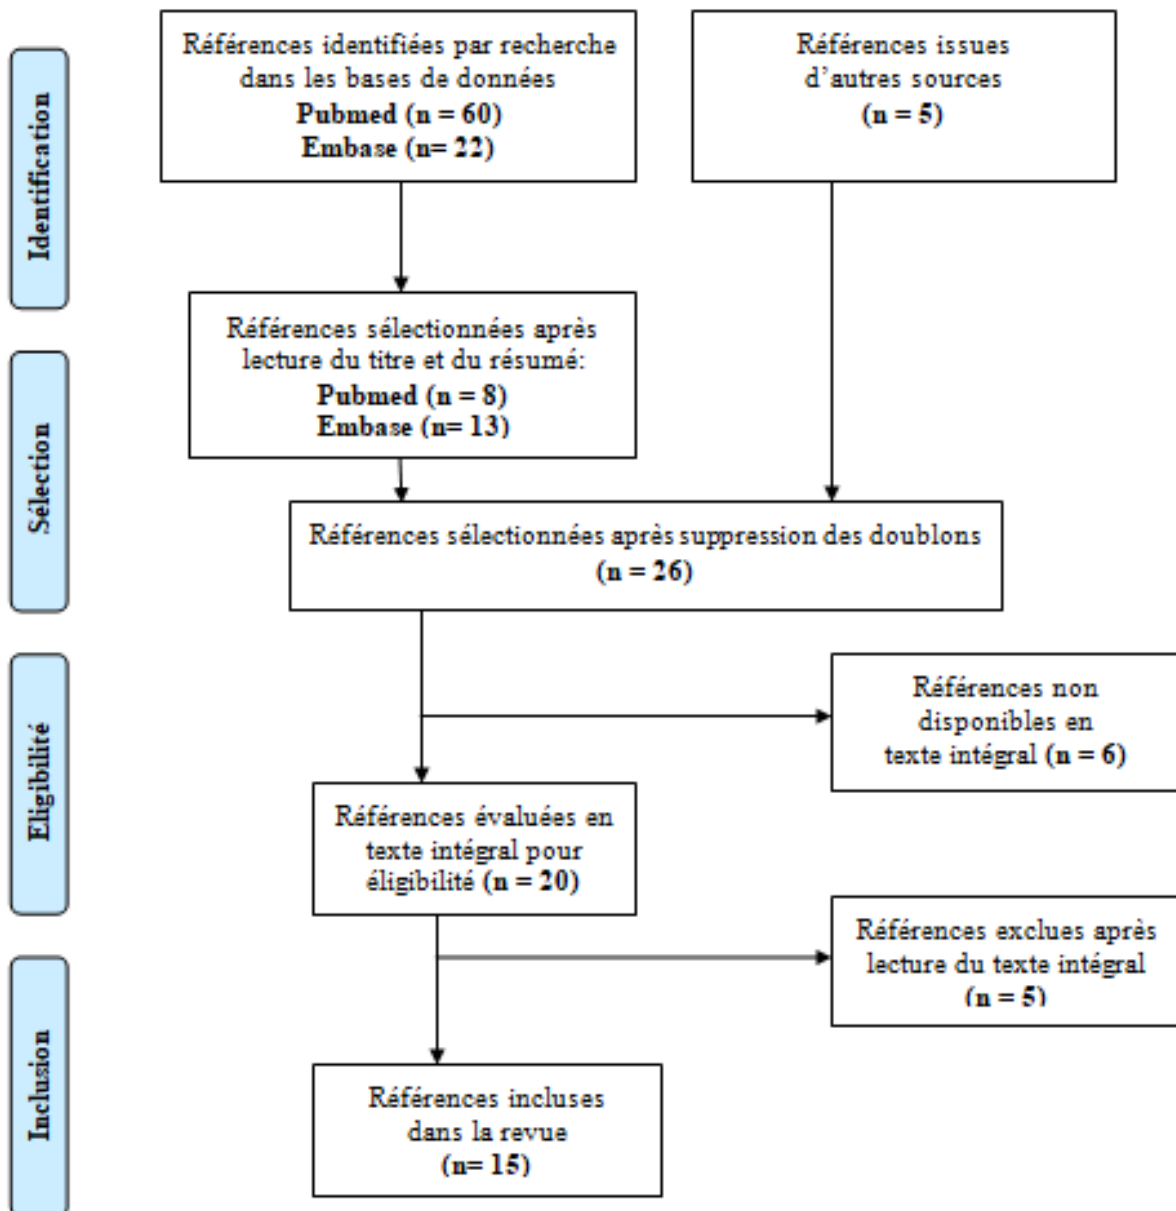 Identification
Références identifiées par recherche
dans les bases de données
Pubmed (n = 60)
Embase (n= 22)
Références issues
d’autres sources
(n = 5)
Sélection
Références sélectionnées après
lecture du titre et du résumé:
Pubmed (n = 8)
Embase (n= 13)
Références sélectionnées après suppression des doublons
(n = 26)
Eligibilité
Références non
disponibles en
texte intégral (n = 6)
Références évaluées en
texte intégral pour
éligibilité (n = 20)
Références exclues après
lecture du texte intégral
(n = 5)
Inclusion
Références incluses
dans la revue
(n= 15)